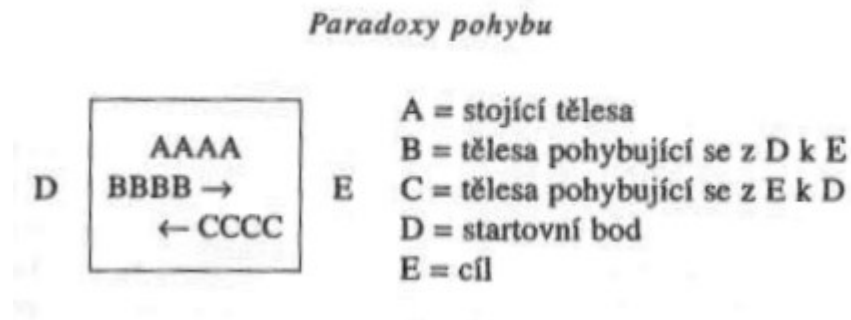 Paradoxy pohybu
AAAA
D BBBB → E
← CCCC
A = stojící tělesa
B = tělesa pohybující se z D k E
C = tělesa pohybující se z E k D
D = startovní bod
E = cíl